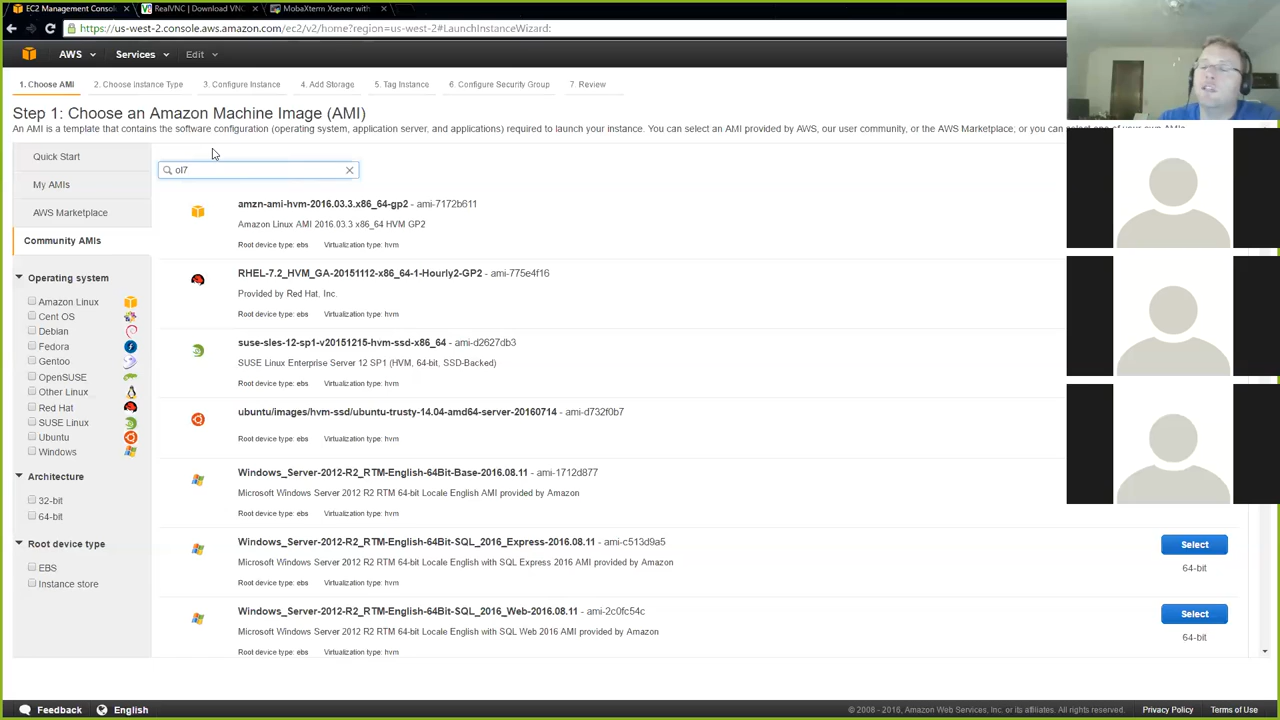 EC2 Management Conso
RealVNC | Download VNC
MobaXterm Xserver with
https://us-west-2.console.aws.amazon.com/ec2/v2/home?region=us-west-2#LaunchInstanceWizard:
AWS Services Edit
1. Choose AMI 2. Choose Instance Type 3. Configure Instance 4. Add Storage 5. Tag Instance 6. Configure Security Group 7. Review
Step 1: Choose an Amazon Machine Image (AMI)
An AMI is a template that contains the software configuration (operating system, application server, and applications) required to launch your instance. You can select an AMI provided by AWS, our user community, or the AWS Marketplace; or you can select one of your own AMIs.
Quick Start
My AMIs
AWS Marketplace
Community AMIs
Operating system
Amazon Linux
Cent OS
Debian
Fedora
Gentoo
OpenSUSE
Other Linux
Red Hat
SUSE Linux
Ubuntu
Windows
Architecture
32-bit
64-bit
Root device type
EBS
Instance store
ol7
amzn-ami-hvm-2016.03.3.x86_64-gp2 - ami-7172b611
Amazon Linux AMI 2016.03.3 x86_64 HVM GP2
Root device type: ebs Virtualization type: hvm
RHEL-7.2_HVM_GA-20151112-x86_64-1-Hourly2-GP2 - ami-775e4f16
Provided by Red Hat, Inc.
Root device type: ebs Virtualization type: hvm
suse-sles-12-sp1-v20151215-hvm-ssd-x86_64 - ami-d2627db3
SUSE Linux Enterprise Server 12 SP1 (HVM, 64-bit, SSD-Backed)
Root device type: ebs Virtualization type: hvm
ubuntu/images/hvm-ssd/ubuntu-trusty-14.04-amd64-server-20160714 - ami-d732f0b7
Root device type: ebs Virtualization type: hvm
Windows_Server-2012-R2_RTM-English-64Bit-Base-2016.08.11 - ami-1712d877
Microsoft Windows Server 2012 R2 RTM 64-bit Locale English AMI provided by Amazon
Root device type: ebs Virtualization type: hvm
Windows_Server-2012-R2_RTM-English-64Bit-SQL_2016_Express-2016.08.11 - ami-c513d9a5
Microsoft Windows Server 2012 R2 RTM 64-bit Locale English with SQL Express 2016 AMI provided by Amazon
Root device type: ebs Virtualization type: hvm
Select
64-bit
Windows_Server-2012-R2_RTM-English-64Bit-SQL_2016_Web-2016.08.11 - ami-2c0fc54c
Microsoft Windows Server 2012 R2 RTM 64-bit Locale English with SQL Web 2016 AMI provided by Amazon
Root device type: ebs Virtualization type: hvm
Select
64-bit
Feedback English
© 2008 - 2016, Amazon Web Services, Inc. or its affiliates. All rights reserved. Privacy Policy Terms of Use